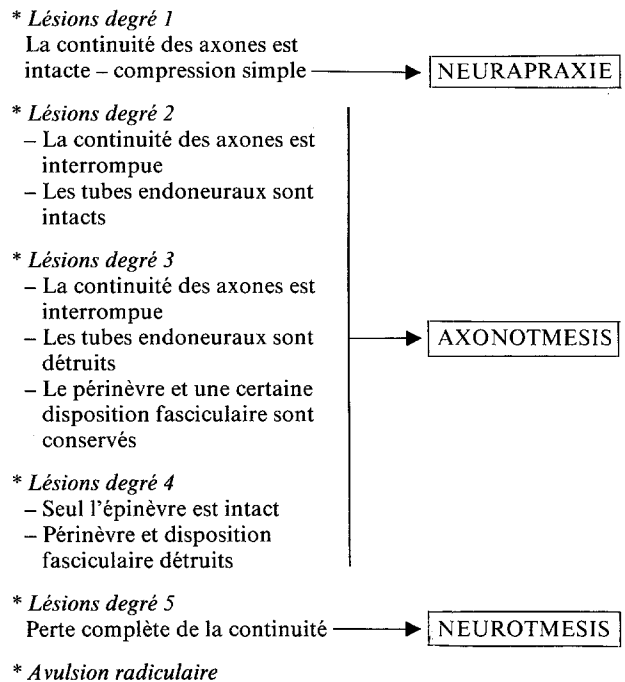 * Lésions degré 1
La continuité des axones est
intacte – compression simple NEURAPRAXIE
* Lésions degré 2
– La continuité des axones est
interrompue
– Les tubes endoneuraux sont
intacts
* Lésions degré 3
– La continuité des axones est
interrompue
– Les tubes endoneuraux sont
détruits
AXONOTMESIS
– Le périnèvre et une certaine
disposition fasciculaire sont
conservés
* Lésions degré 4
– Seul l'épinèvre est intact
– Périnèvre et disposition
fasciculaire détruits
* Lésions degré 5
Perte complète de la continuité NEUROTMESIS
* Avulsion radiculaire